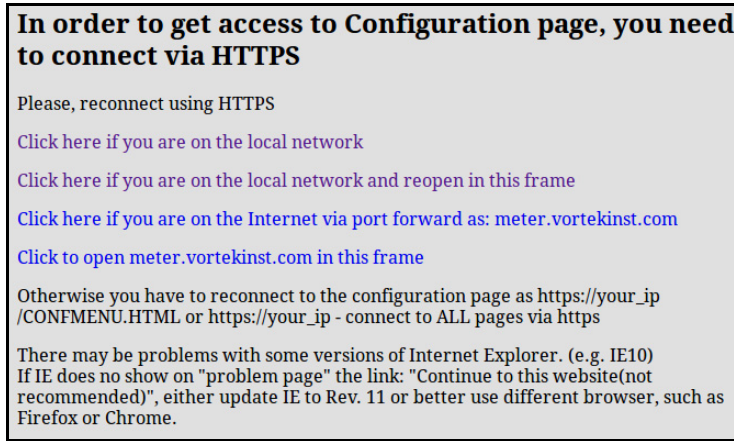 In order to get access to Configuration page, you need
to connect via HTTPS
Please, reconnect using HTTPS
Click here if you are on the local network
Click here if you are on the local network and reopen in this frame
Click here if you are on the Internet via port forward as: meter.vortekinst.com
Click to open meter.vortekinst.com in this frame
Otherwise you have to reconnect to the configuration page as https://your_ip
/CONFMENU.HTML or https://your_ip - connect to ALL pages via https
There may be problems with some versions of Internet Explorer. (e.g. IE10)
If IE does no show on "problem page" the link: "Continue to this website(not
recommended)", either update IE to Rev. 11 or better use different browser, such as
Firefox or Chrome.